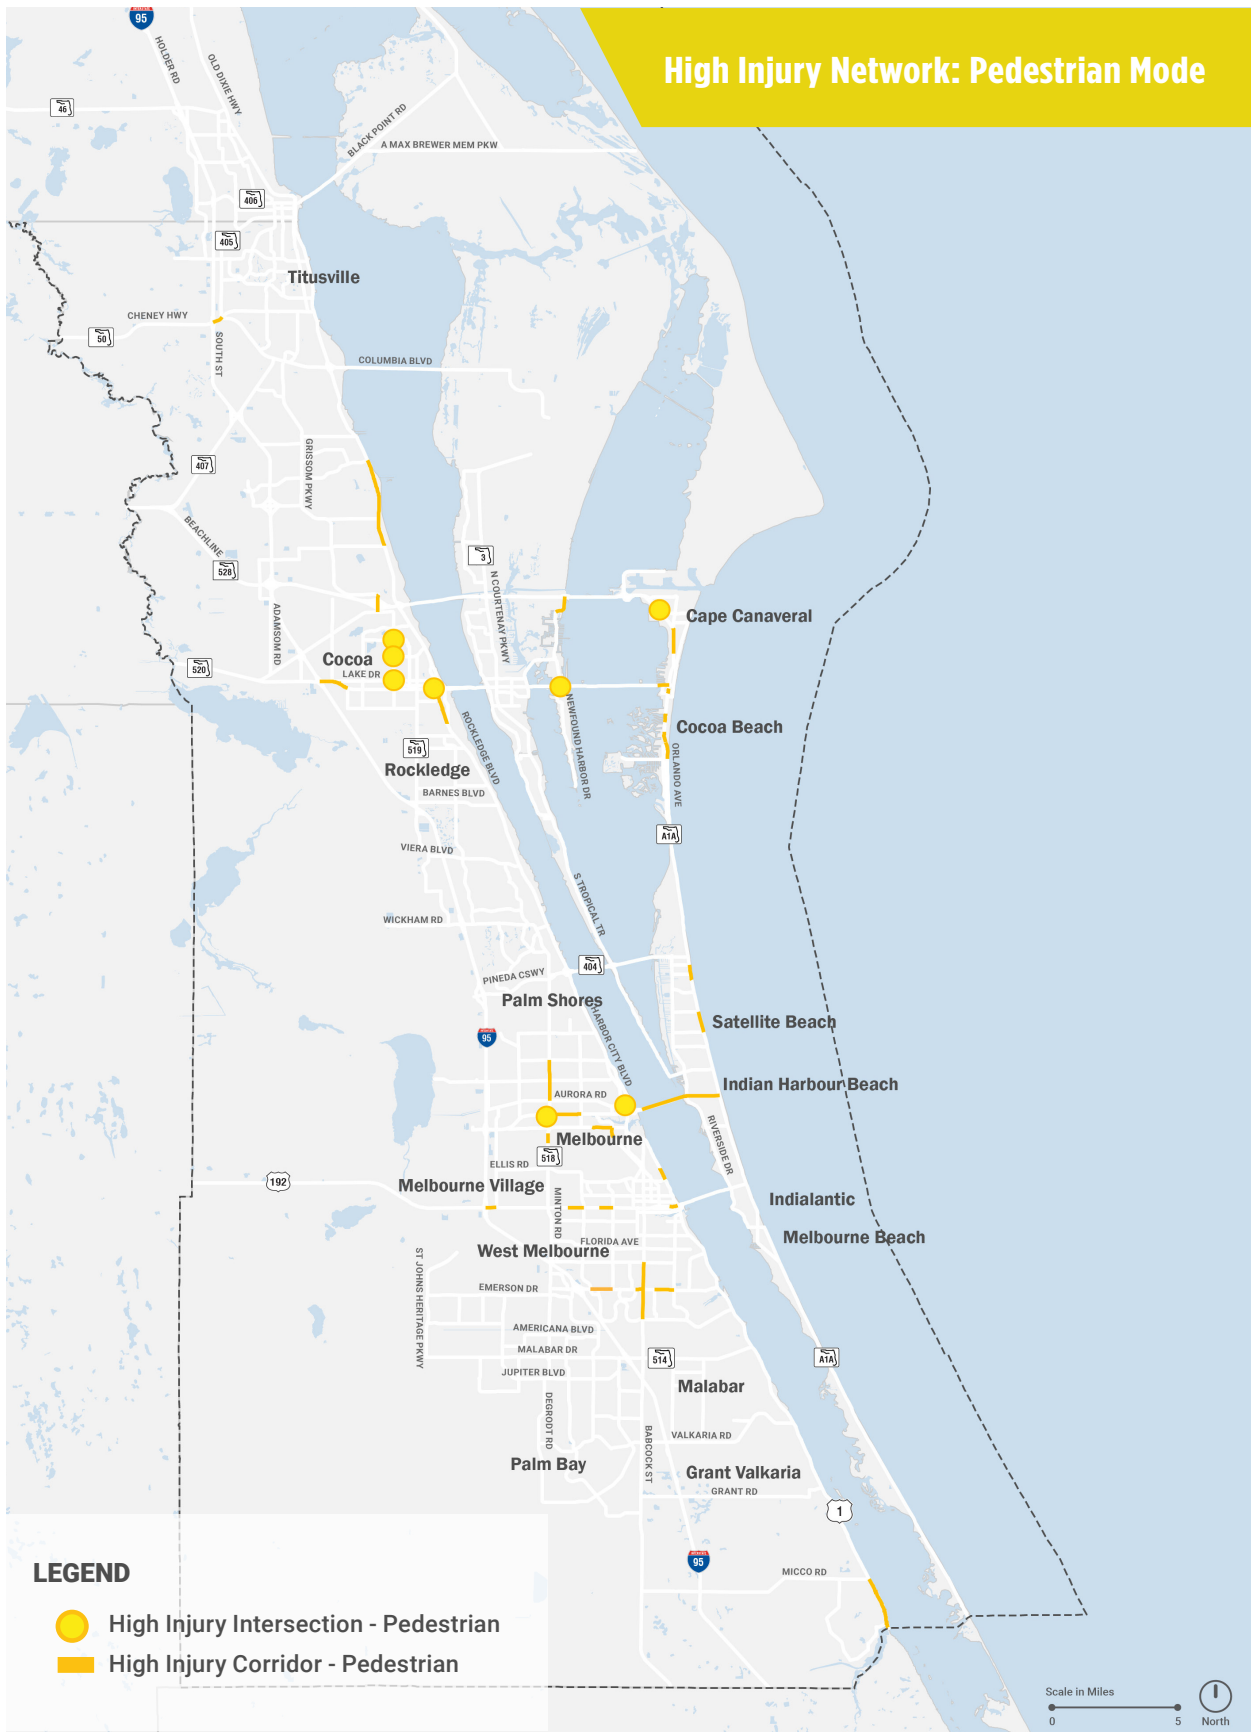 High Injury Network: Pedestrian Mode
95
HOLDER RD
OLD DIXIE HWY
46
BLACK POINT RD
A MAX BREWER MEM PKW
406
405
Titusville
CHENEY HWY
50
SOUTH ST
COLUMBIA BLVD
GRISSOM PKWY
407
BEACHLINE
528
3
N COURTENAY PKWY
ADAMSOM RD
Cape Canaveral
Cocoa
LAKE DR
520
NEWFOUND HARBOR DR
ROCKLEDGE BLVD
Cocoa Beach
ORLANDO AVE
519
Rockledge
BARNES BLVD
A1A
VIERA BLVD
S TROPICAL TR
WICKHAM RD
404
PINEDA CSWY
Palm Shores
HARBOR CITY BLVD
Satellite Beach
95
Indian Harbour Beach
AURORA RD
RIVERSIDE DR
Melbourne
518
ELLIS RD
192
Melbourne Village
MINTON RD
Indialantic
Melbourne Beach
FLORIDA AVE
West Melbourne
ST JOHNS HERITAGE PKWY
EMERSON DR
AMERICANA BLVD
MALABAR DR
514
A1A
JUPITER BLVD
Malabar
DEGRODT RD
BABCOCK ST
VALKARIA RD
Palm Bay
Grant Valkaria
GRANT RD
1
95
MICCO RD
LEGEND
High Injury Intersection - Pedestrian
High Injury Corridor - Pedestrian
Scale in Miles
0 5
North